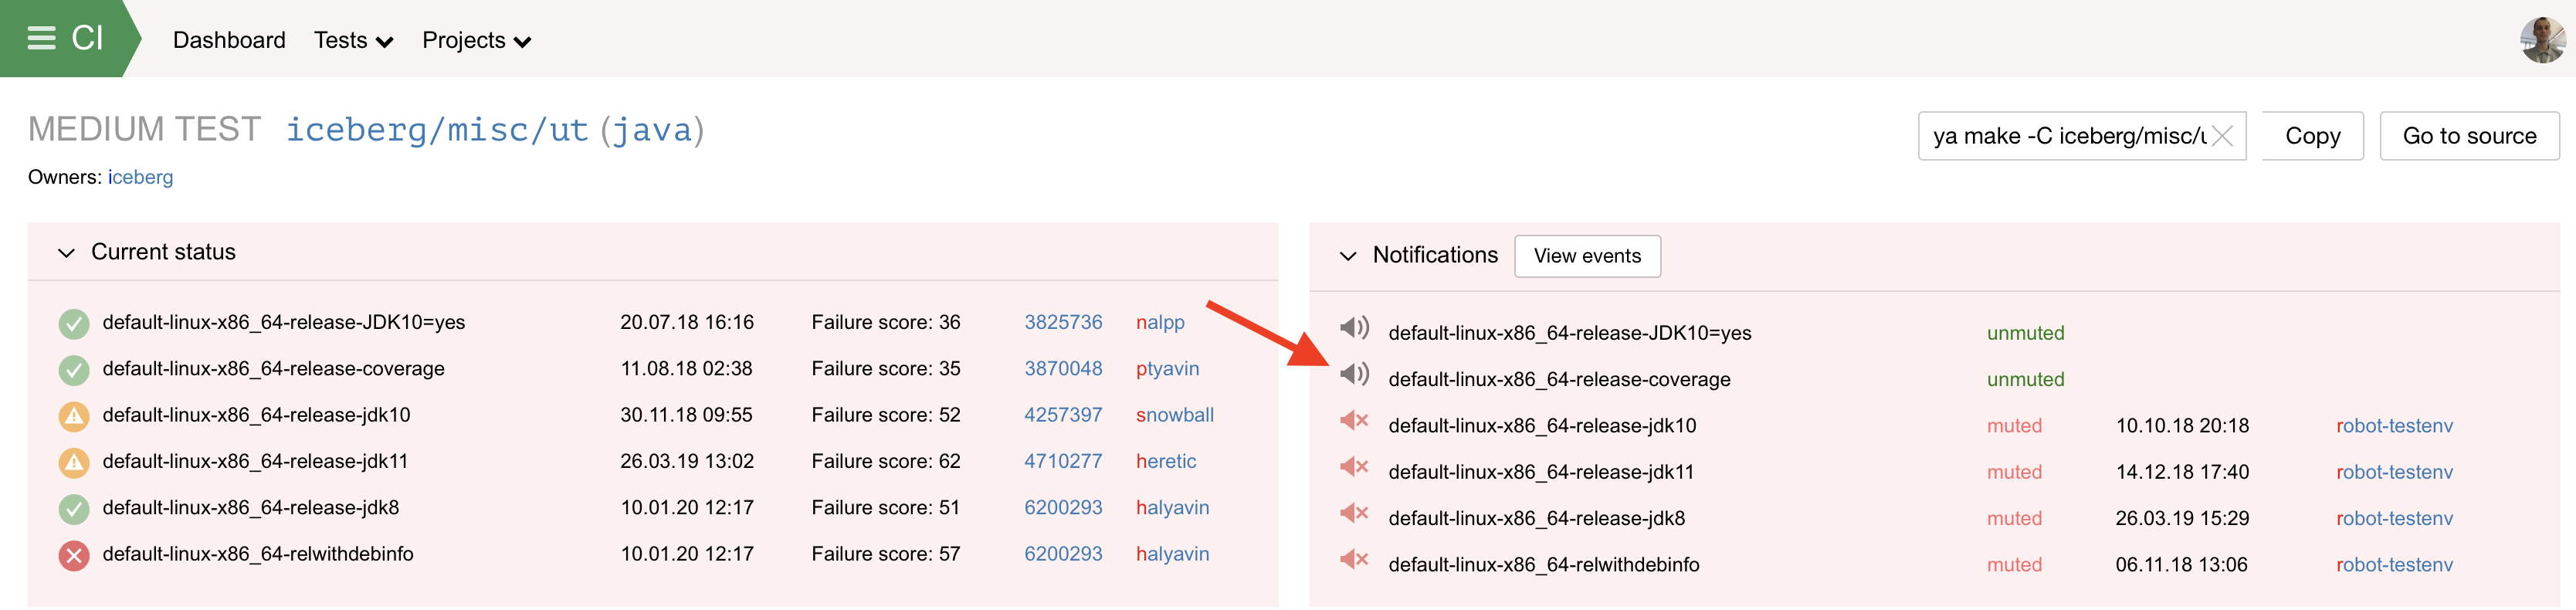 CI Dashboard Tests Projects
MEDIUM TEST iceberg/misc/ut (java)
ya make -C iceberg/misc/u Copy Go to source
Owners: iceberg
Current status
default-linux-x86_64-release-JDK10=yes 20.07.18 16:16 Failure score: 36 3825736 nalpp
default-linux-x86_64-release-coverage 11.08.18 02:38 Failure score: 35 3870048 ptyavin
default-linux-x86_64-release-jdk10 30.11.18 09:55 Failure score: 52 4257397 snowball
default-linux-x86_64-release-jdk11 26.03.19 13:02 Failure score: 62 4710277 heretic
default-linux-x86_64-release-jdk8 10.01.20 12:17 Failure score: 51 6200293 halyavin
default-linux-x86_64-relwithdebinfo 10.01.20 12:17 Failure score: 57 6200293 halyavin
Notifications View events
default-linux-x86_64-release-JDK10=yes unmuted
default-linux-x86_64-release-coverage unmuted
default-linux-x86_64-release-jdk10 muted 10.10.18 20:18 robot-testenv
default-linux-x86_64-release-jdk11 muted 14.12.18 17:40 robot-testenv
default-linux-x86_64-release-jdk8 muted 26.03.19 15:29 robot-testenv
default-linux-x86_64-relwithdebinfo muted 06.11.18 13:06 robot-testenv